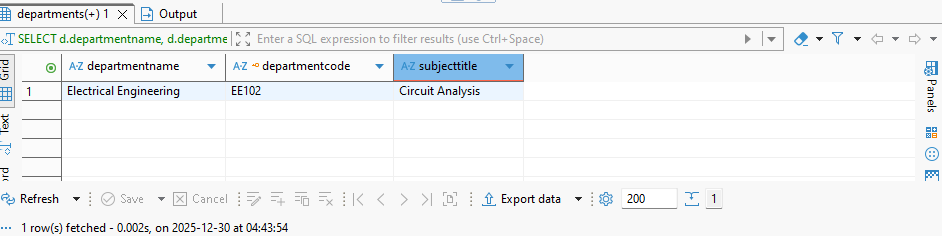 departments(+) 1
Output
SELECT d.departmentname, d.departme
Enter a SQL expression to filter results (use Ctrl+Space)
Grid
Text
A-Z departmentname
A-Z departmentcode
A-Z subjecttitle
1 Electrical Engineering EE102 Circuit Analysis
Panels
Refresh Save Cancel Export data 200 1
1 row(s) fetched - 0.002s, on 2025-12-30 at 04:43:54